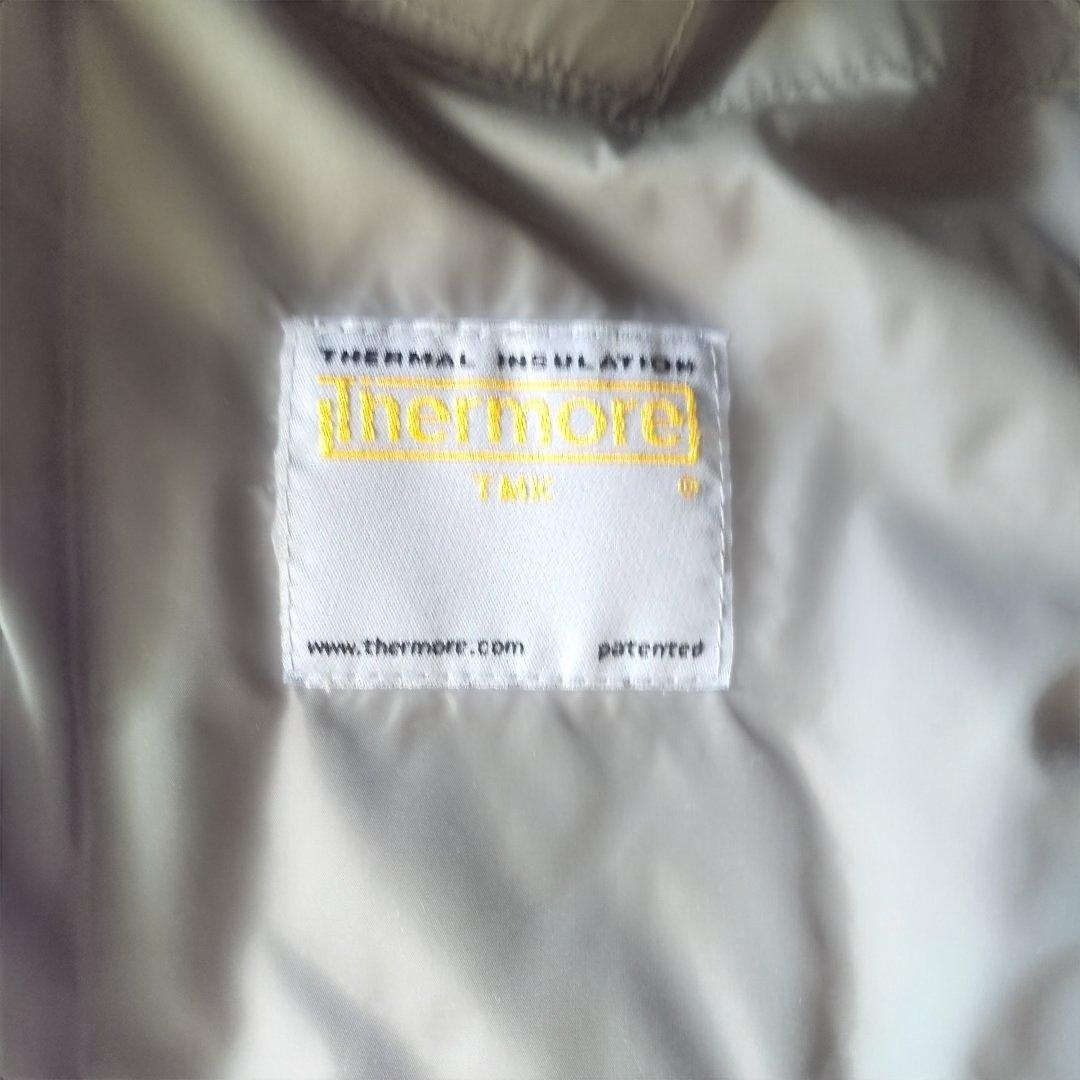 THERMAL INSULATION
Thermore
TMK ®
www.thermore.com patented